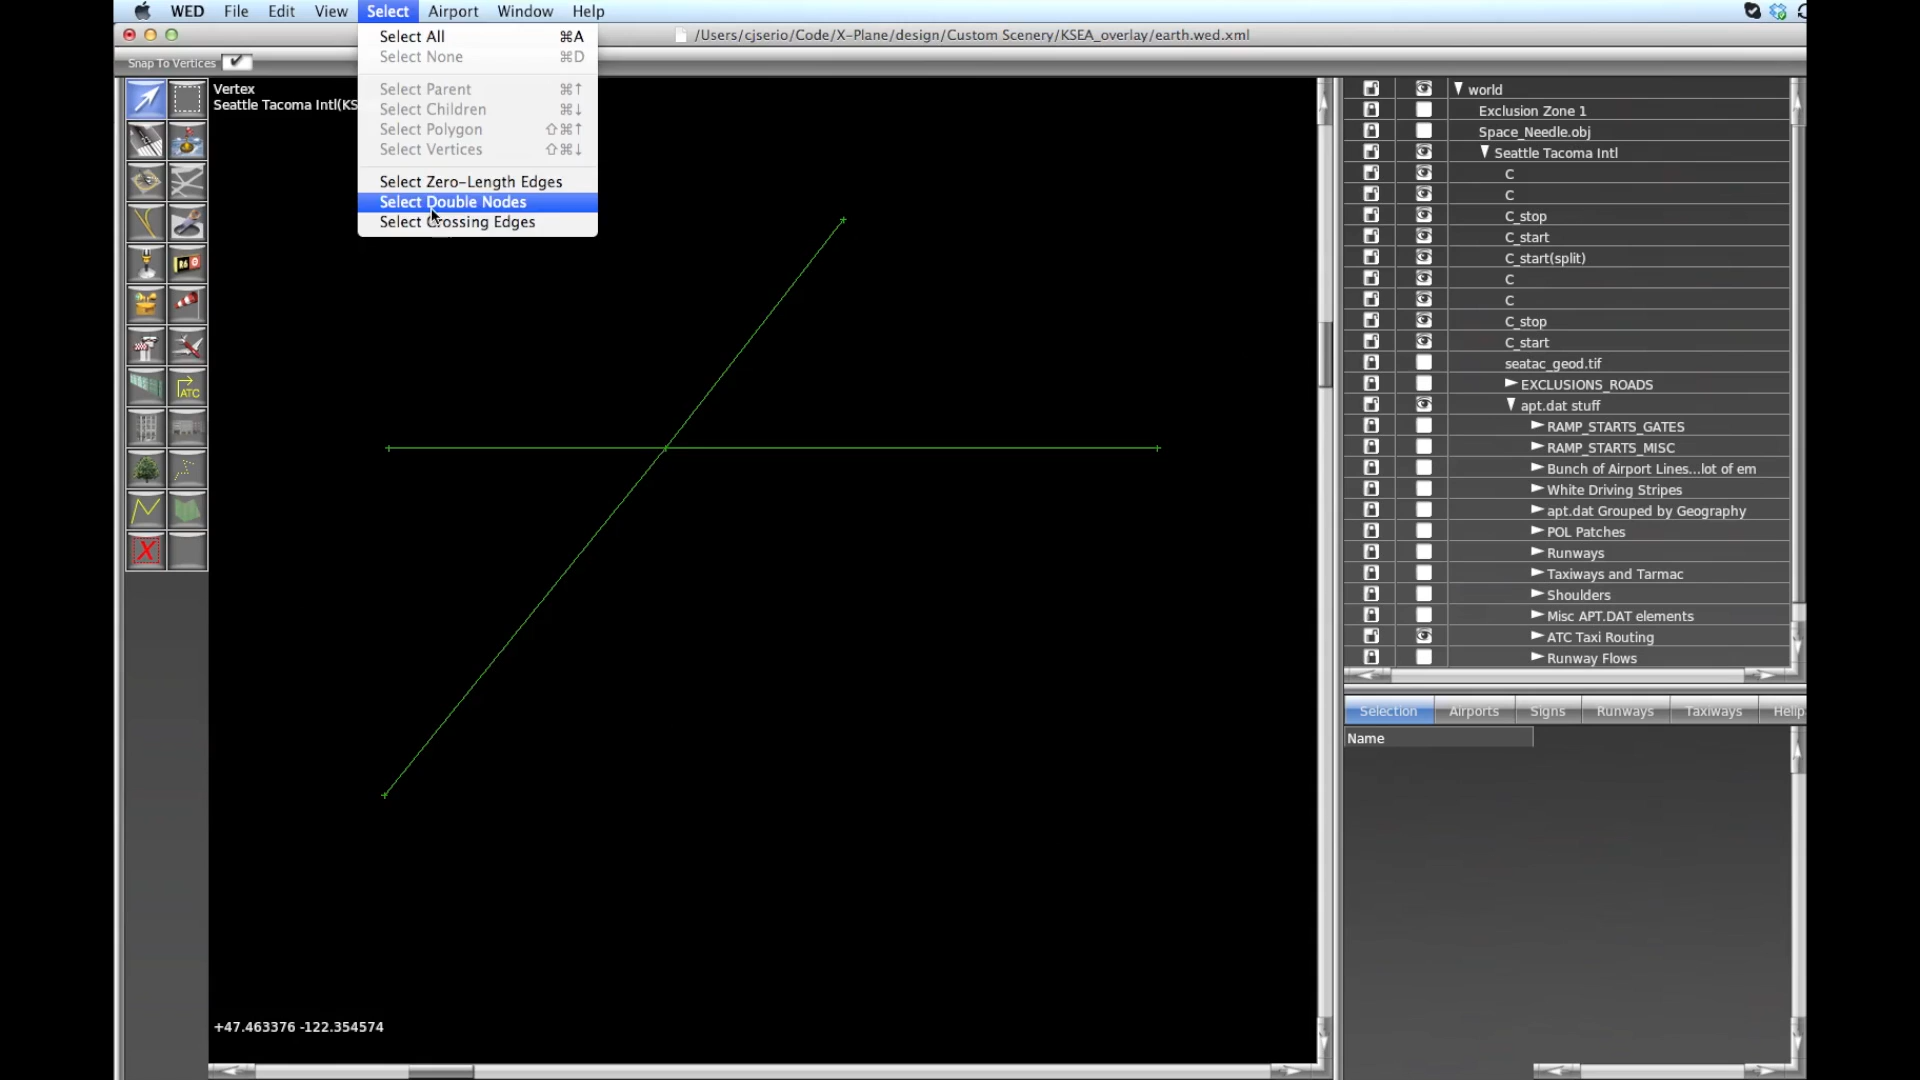 WED File Edit View Select Airport Window Help
/Users/cjserio/Code/X-Plane/design/Custom Scenery/KSEA_overlay/earth.wed.xml
Snap To Vertices
Select All ⌘A
Select None ⌘D
Select Parent ⌘↑
Select Children ⌘↓
Select Polygon ⇧⌘↑
Select Vertices ⇧⌘↓
Select Zero-Length Edges
Select Double Nodes
Select Crossing Edges
Vertex
Seattle Tacoma Intl(KS
R6 0
ATC
X
+47.463376 -122.354574
world
Exclusion Zone 1
Space_Needle.obj
Seattle Tacoma Intl
C
C
C_stop
C_start
C_start(split)
C
C
C_stop
C_start
seatac_geod.tif
EXCLUSIONS_ROADS
apt.dat stuff
RAMP_STARTS_GATES
RAMP_STARTS_MISC
Bunch of Airport Lines...lot of em
White Driving Stripes
apt.dat Grouped by Geography
POL Patches
Runways
Taxiways and Tarmac
Shoulders
Misc APT.DAT elements
ATC Taxi Routing
Runway Flows
Selection Airports Signs Runways Taxiways Helip
Name